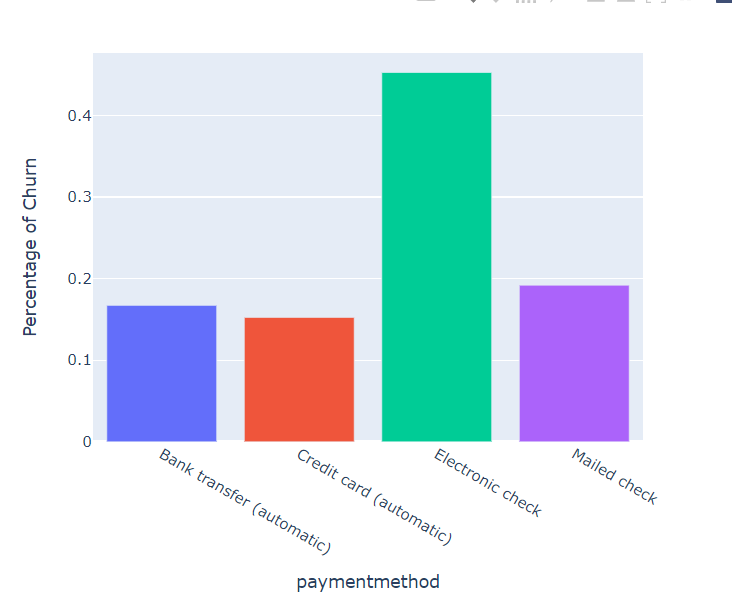 Percentage of Churn
0.4
0.3
0.2
0.1
0
Bank transfer (automatic)
Credit card (automatic)
Electronic check
Mailed check
paymentmethod